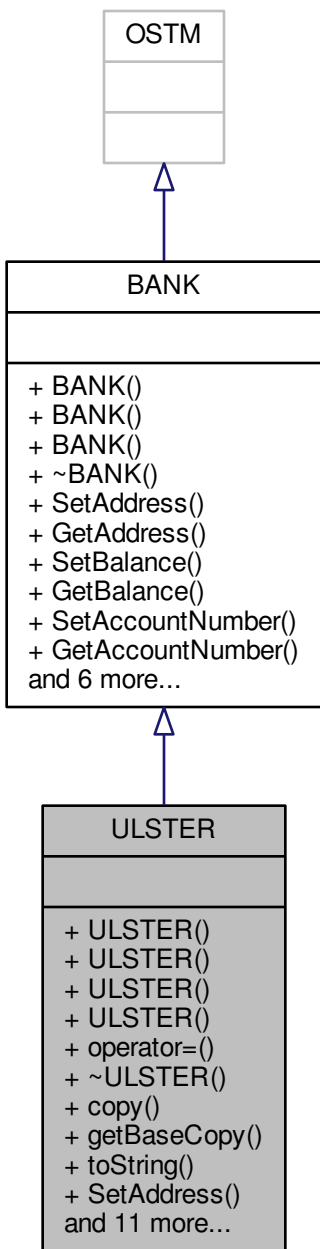 OSTM
BANK
+ BANK()
+ BANK()
+ BANK()
+ ~BANK()
+ SetAddress()
+ GetAddress()
+ SetBalance()
+ GetBalance()
+ SetAccountNumber()
+ GetAccountNumber()
and 6 more...
ULSTER
+ ULSTER()
+ ULSTER()
+ ULSTER()
+ ULSTER()
+ operator=()
+ ~ULSTER()
+ copy()
+ getBaseCopy()
+ toString()
+ SetAddress()
and 11 more...